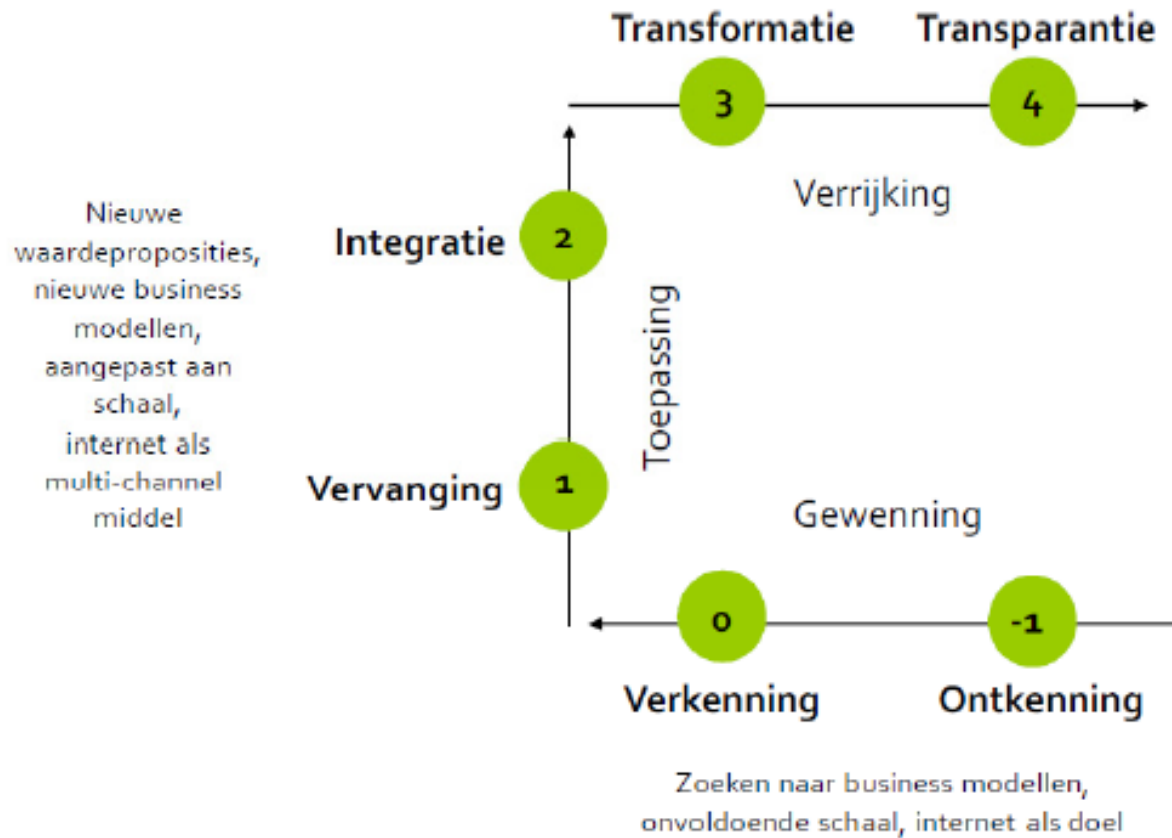 Transformatie
Transparantie
3
4
Verrijking
Nieuwe
waardeproposities,
nieuwe business
modellen,
aangepast aan
schaal,
internet als
multi-channel
middel
Integratie
2
Toepassing
Vervanging
1
Gewenning
0
-1
Verkenning
Ontkenning
Zoeken naar business modellen,
onvoldoende schaal, internet als doel